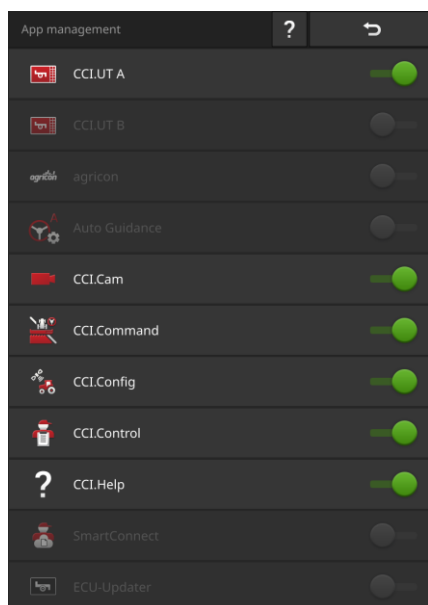 App management ?
CCI.UT A
CCI.UT B
agricon agricon
A Auto Guidance
CCI.Cam
CCI.Command
CCI.Config
CCI.Control
? CCI.Help
SmartConnect
ECU-Updater